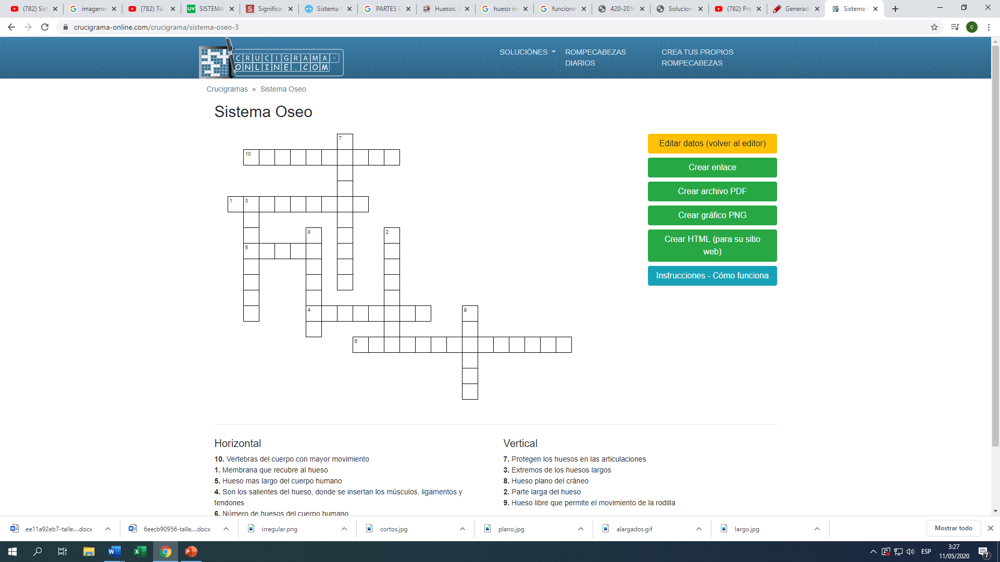 (782) Sist
imagene
(782) Tú
UV SISTEMA
S Significac
Sistema
PARTES D
Huesos.
hueso irr
funcione
420-2014
Solucion
(782) Pra
Generad
Sistema
crucigrama-online.com/crucigrama/sistema-oseo-3
c
CRUCIGRAMA-
ONLINE.COM
SOLUCIÓNES
ROMPECABEZAS
DIARIOS
CREA TUS PROPIOS
ROMPECABEZAS
Crucigramas » Sistema Oseo
Sistema Oseo
7
10
1 3
8 2
5
4 9
6
Editar datos (volver al editor)
Crear enlace
Crear archivo PDF
Crear gráfico PNG
Crear HTML (para su sitio
web)
Instrucciones - Cómo funciona
Horizontal
10. Vertebras del cuerpo con mayor movimiento
1. Membrana que recubre al hueso
5. Hueso mas largo del cuerpo humano
4. Son los salientes del hueso, donde se insertan los músculos, ligamentos y
tendones
6. Número de huesos del cuerpo humano
Vertical
7. Protegen los huesos en las articulaciones
3. Extremos de los huesos largos
8. Hueso plano del cráneo
2. Parte larga del hueso
9. Hueso libre que permite el movimiento de la rodilla
ee11a92eb7-talle....docx
6eecb90956-talle....docx
irregular.png
cortos.jpg
plano.jpg
alargados.gif
largo.jpg
Mostrar todo
ESP
3:27
11/05/2020
7